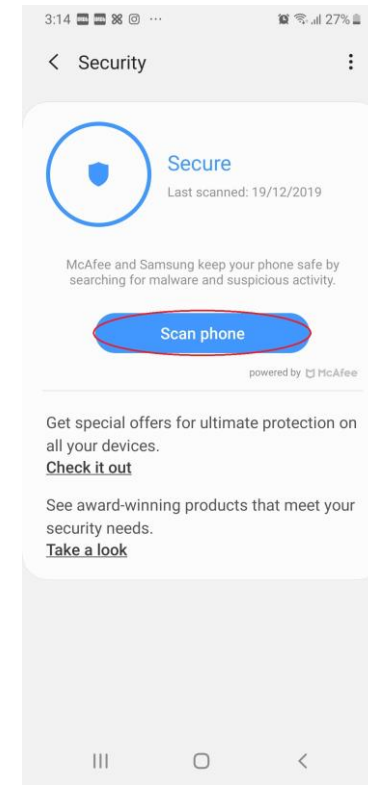 3:14 27%
Security
Secure
Last scanned: 19/12/2019
McAfee and Samsung keep your phone safe by
searching for malware and suspicious activity.
Scan phone
powered by McAfee
Get special offers for ultimate protection on
all your devices.
Check it out
See award-winning products that meet your
security needs.
Take a look